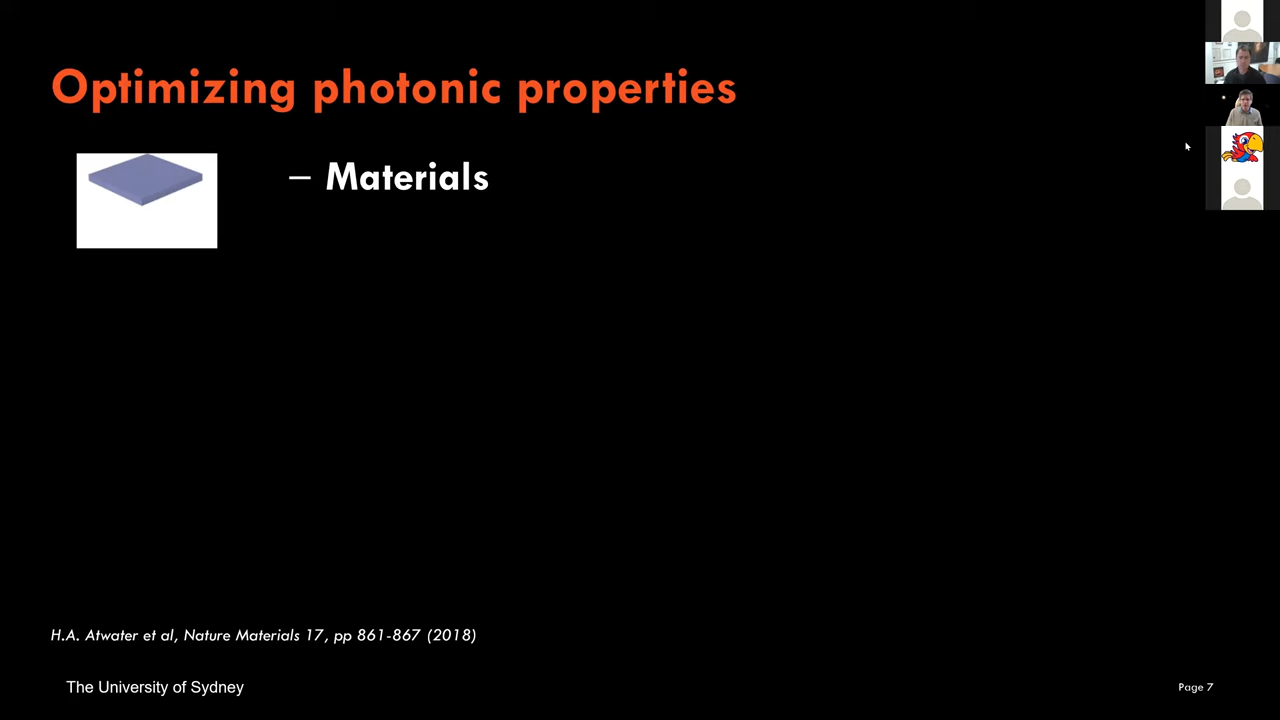 Optimizing photonic properties
– Materials
H.A. Atwater et al, Nature Materials 17, pp 861-867 (2018)
The University of Sydney
Page 7